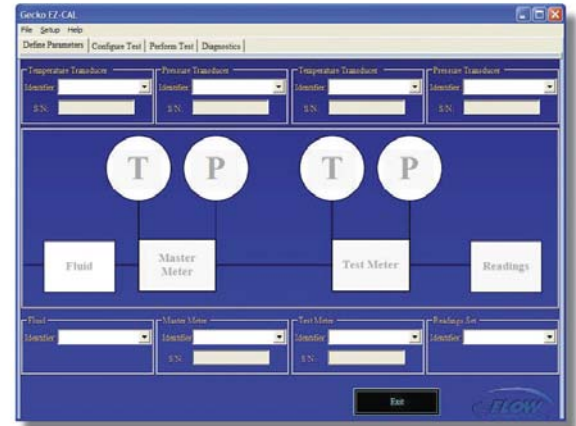 Gecko EZ-CAL
File Setup Help
Define Parameters Configure Test Perform Test Diagnostics
Temperature Transducer Pressure Transducer Temperature Transducer Pressure Transducer
Identifier Identifier Identifier Identifier
S/N: S/N: S/N: S/N:
T P T P
Fluid Master Meter Test Meter Readings
Fluid Master Meter Test Meter Readings Set
Identifier Identifier Identifier Identifier
S/N: S/N:
Exit
FLOW